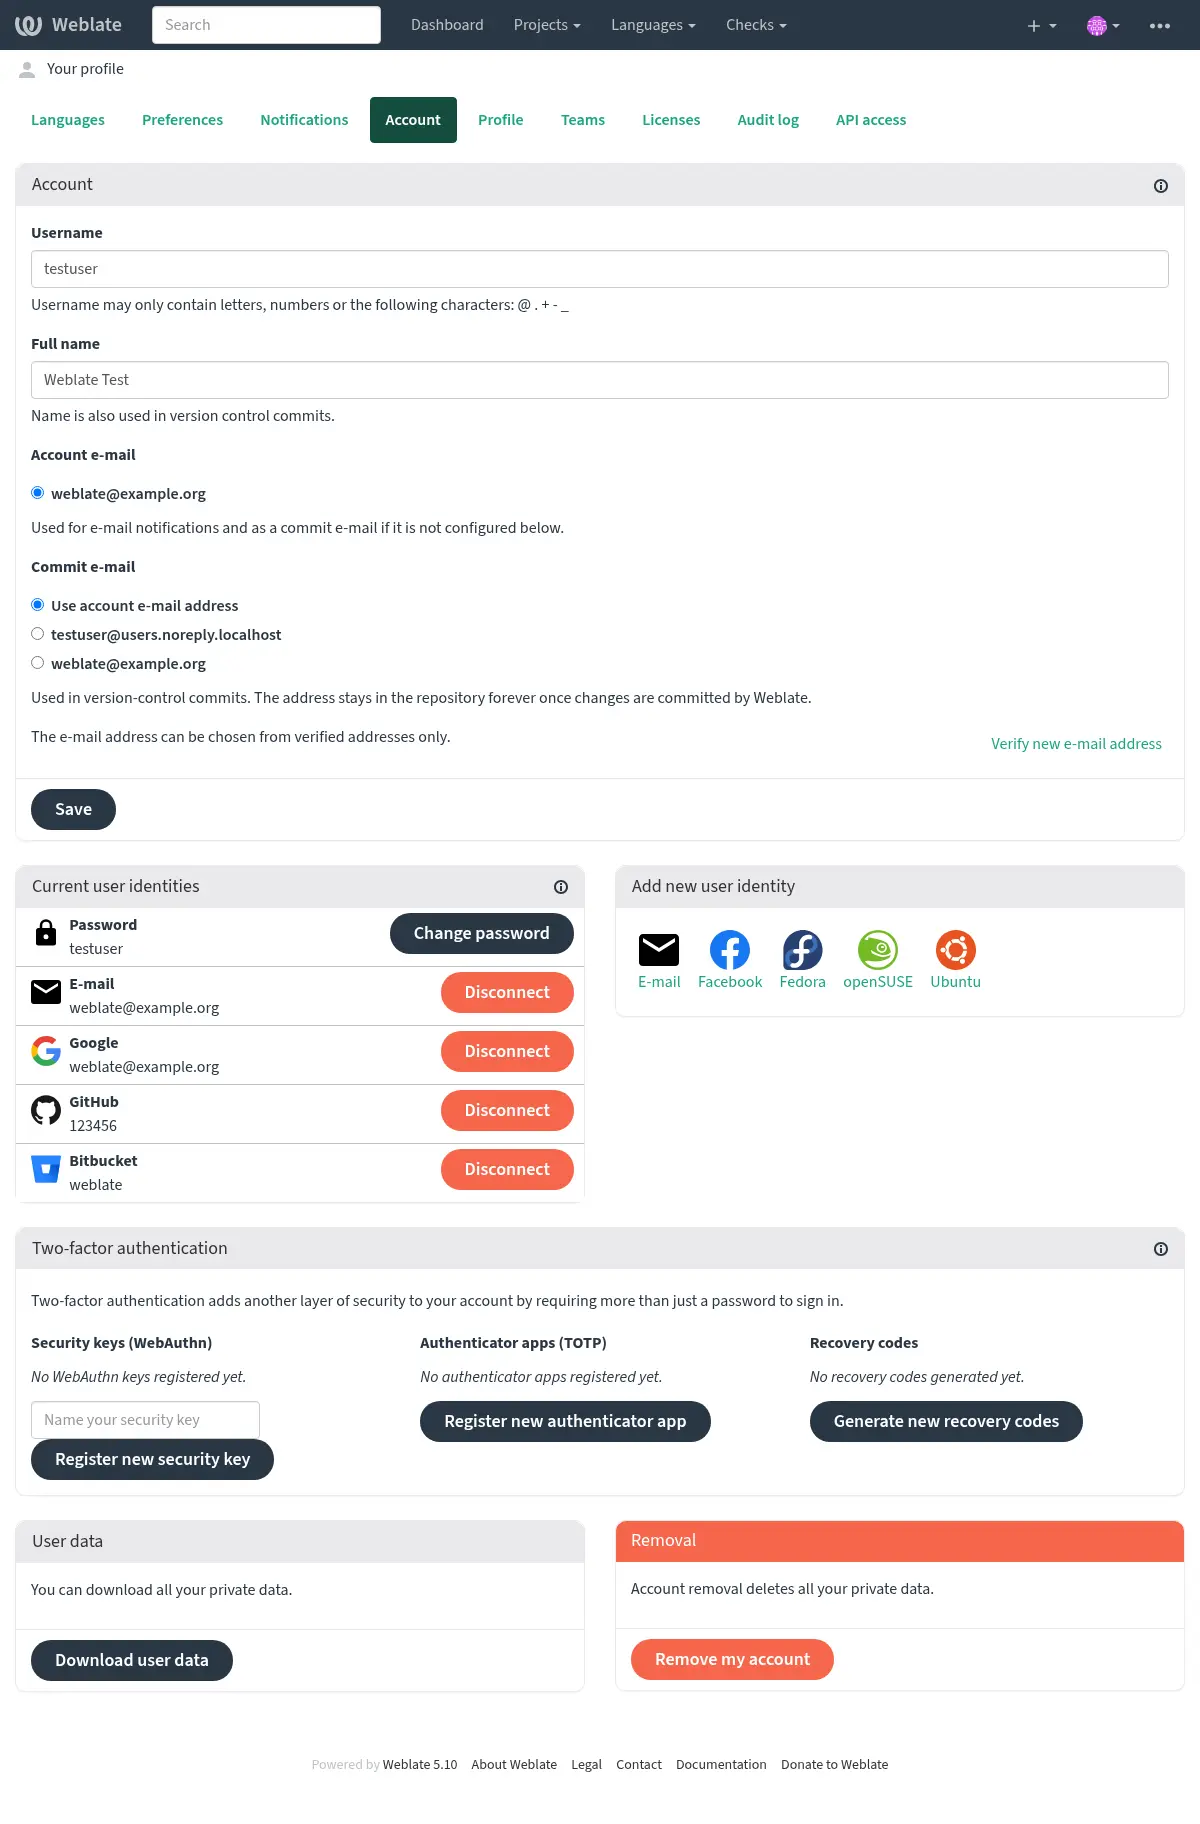 Weblate Search Dashboard Projects Languages Checks
Your profile
Languages Preferences Notifications Account Profile Teams Licenses Audit log API access
Account
Username
testuser
Username may only contain letters, numbers or the following characters: @ . + - _
Full name
Weblate Test
Name is also used in version control commits.
Account e-mail
weblate@example.org
Used for e-mail notifications and as a commit e-mail if it is not configured below.
Commit e-mail
Use account e-mail address
testuser@users.noreply.localhost
weblate@example.org
Used in version-control commits. The address stays in the repository forever once changes are committed by Weblate.
The e-mail address can be chosen from verified addresses only.
Verify new e-mail address
Save
Current user identities
Password
testuser
Change password
E-mail
weblate@example.org
Disconnect
Google
weblate@example.org
Disconnect
GitHub
123456
Disconnect
Bitbucket
weblate
Disconnect
Add new user identity
E-mail Facebook Fedora openSUSE Ubuntu
Two-factor authentication
Two-factor authentication adds another layer of security to your account by requiring more than just a password to sign in.
Security keys (WebAuthn)
No WebAuthn keys registered yet.
Name your security key
Register new security key
Authenticator apps (TOTP)
No authenticator apps registered yet.
Register new authenticator app
Recovery codes
No recovery codes generated yet.
Generate new recovery codes
User data
You can download all your private data.
Download user data
Removal
Account removal deletes all your private data.
Remove my account
Powered by Weblate 5.10 About Weblate Legal Contact Documentation Donate to Weblate